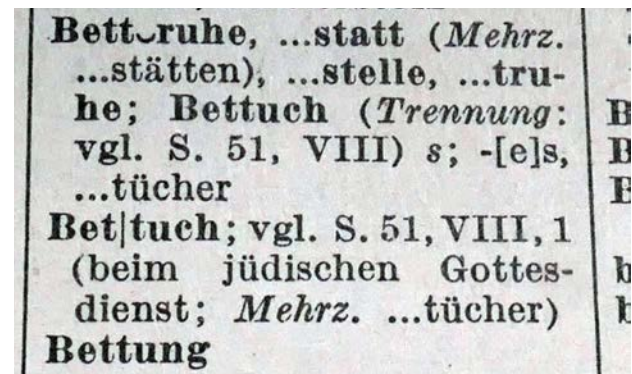 Bett‿ruhe, ...statt (Mehrz.
...stätten), ...stelle, ...tru-
he; Bettuch (Trennung:
vgl. S. 51, VIII) s; -[e]s,
...tücher
Bet|tuch; vgl. S. 51, VIII, 1
(beim jüdischen Gottes-
dienst; Mehrz. ...tücher)
Bettung